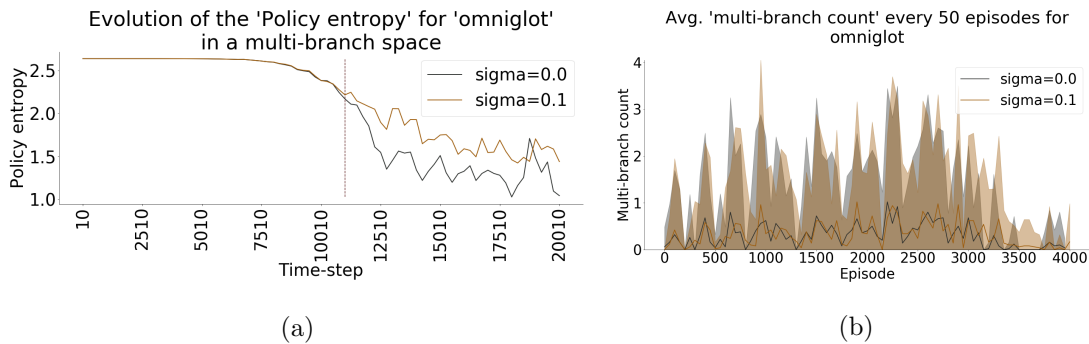 Evolution of the 'Policy entropy' for 'omniglot'
in a multi-branch space
Policy entropy
2.5
2.0
1.5
1.0
sigma=0.0
sigma=0.1
10
2510
5010
7510
10010
12510
15010
17510
20010
Time-step
(a)
Avg. 'multi-branch count' every 50 episodes for
omniglot
Multi-branch count
4
3
2
1
0
sigma=0.0
sigma=0.1
0 500 1000 1500 2000 2500 3000 3500 4000
Episode
(b)